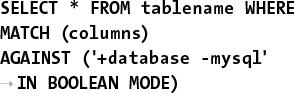 SELECT * FROM tablename WHERE
MATCH (columns)
AGAINST ('+database -mysql'
→ IN BOOLEAN MODE)